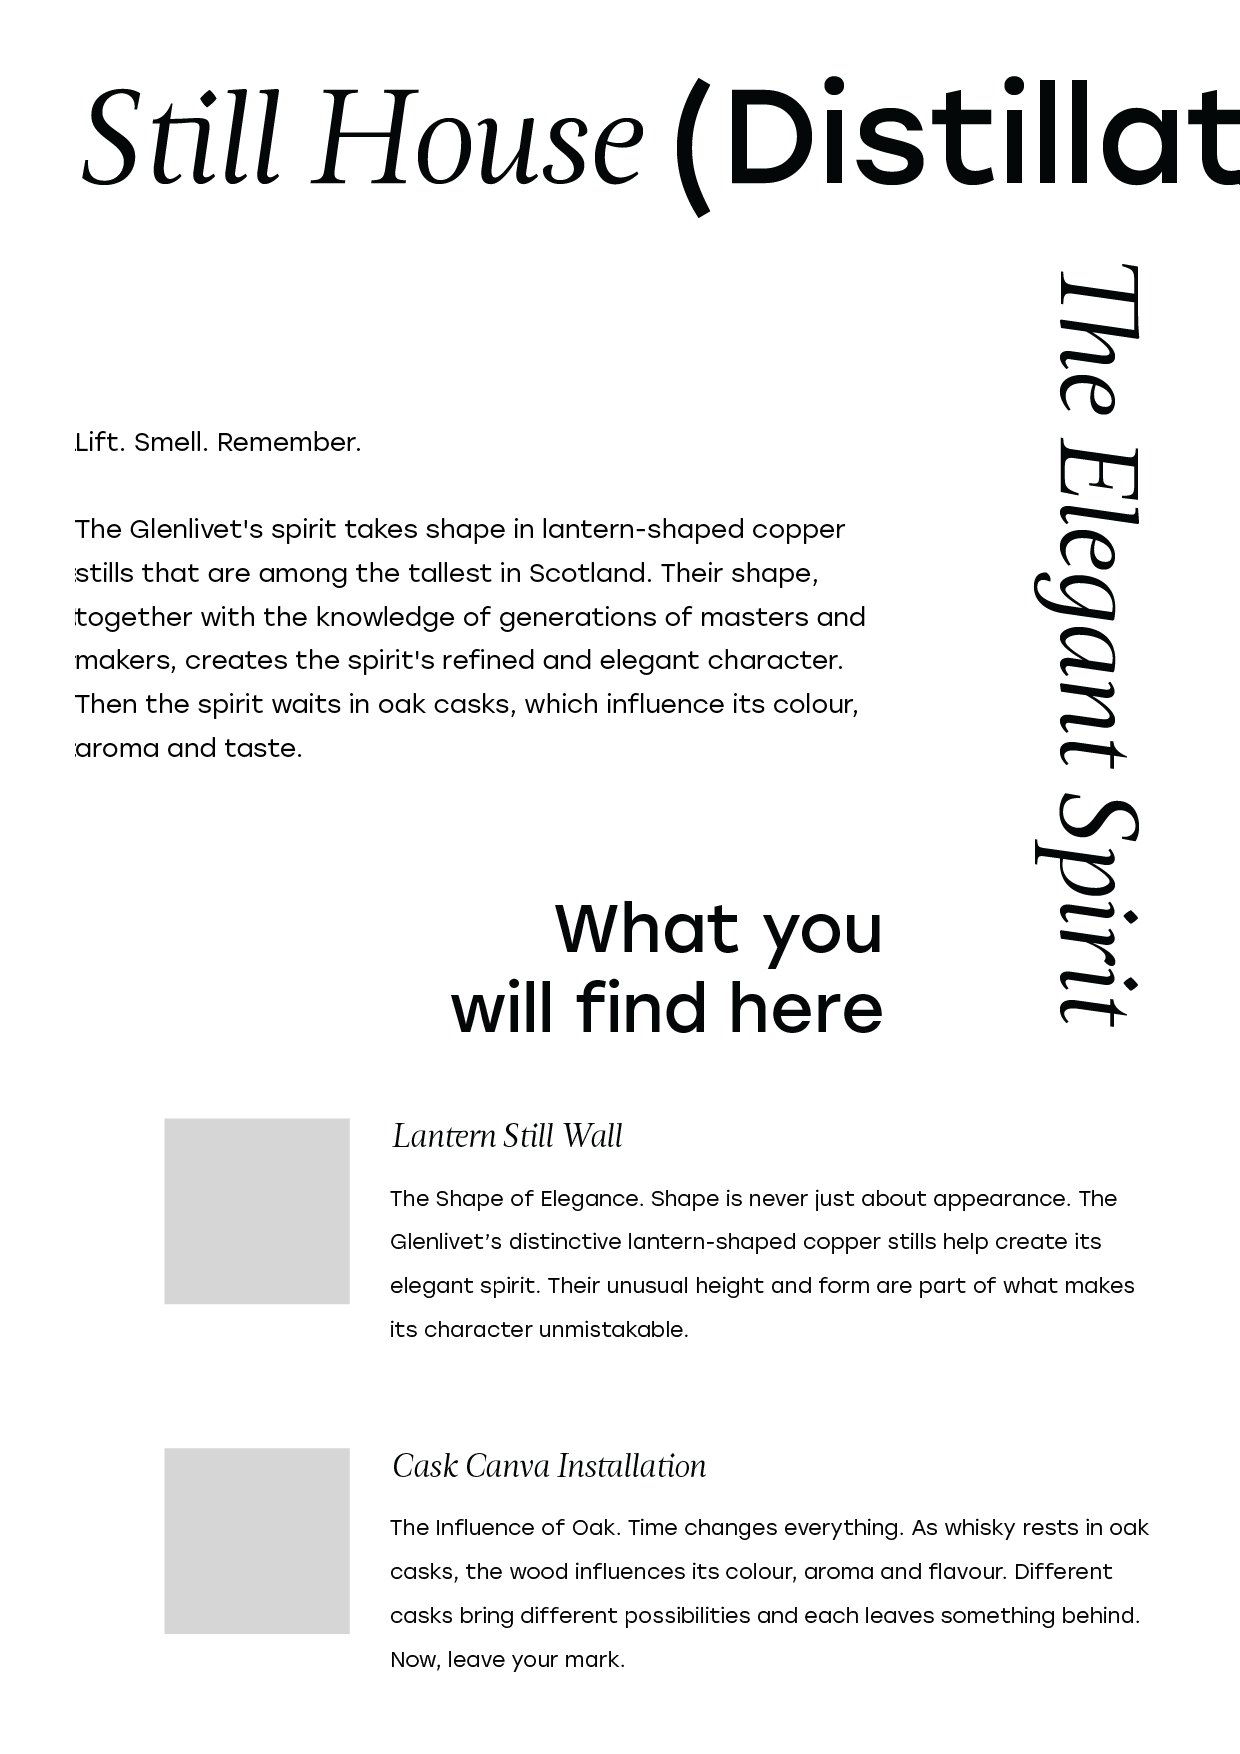 Still House (Distillat
The Elegant Spirit
Lift. Smell. Remember.
The Glenlivet's spirit takes shape in lantern-shaped copper
stills that are among the tallest in Scotland. Their shape,
together with the knowledge of generations of masters and
makers, creates the spirit's refined and elegant character.
Then the spirit waits in oak casks, which influence its colour,
aroma and taste.
What you
will find here
Lantern Still Wall
The Shape of Elegance. Shape is never just about appearance. The
Glenlivet’s distinctive lantern-shaped copper stills help create its
elegant spirit. Their unusual height and form are part of what makes
its character unmistakable.
Cask Canva Installation
The Influence of Oak. Time changes everything. As whisky rests in oak
casks, the wood influences its colour, aroma and flavour. Different
casks bring different possibilities and each leaves something behind.
Now, leave your mark.